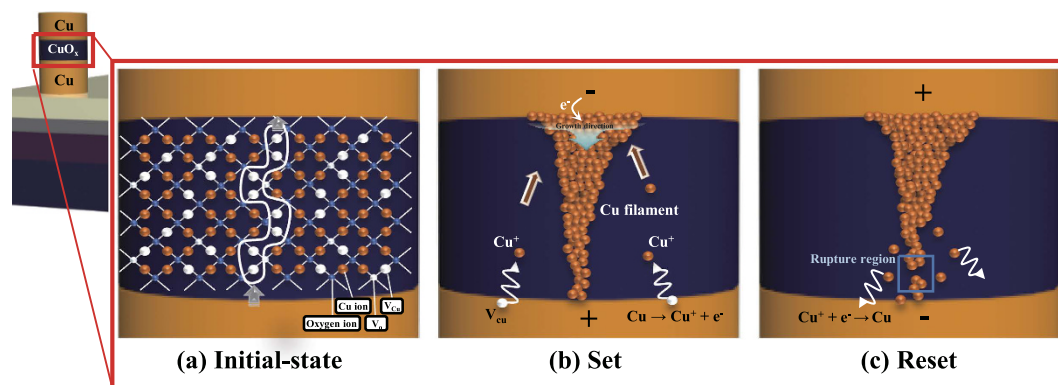 Cu
CuOx
Cu
Cu ion
VCu
Oxygen ion
Vo
(a) Initial-state
-
e-
Growth direction
Cu filament
Cu+
Cu+
Vcu
+
Cu → Cu+ + e-
(b) Set
+
Rupture region
Cu+ + e- → Cu
-
(c) Reset